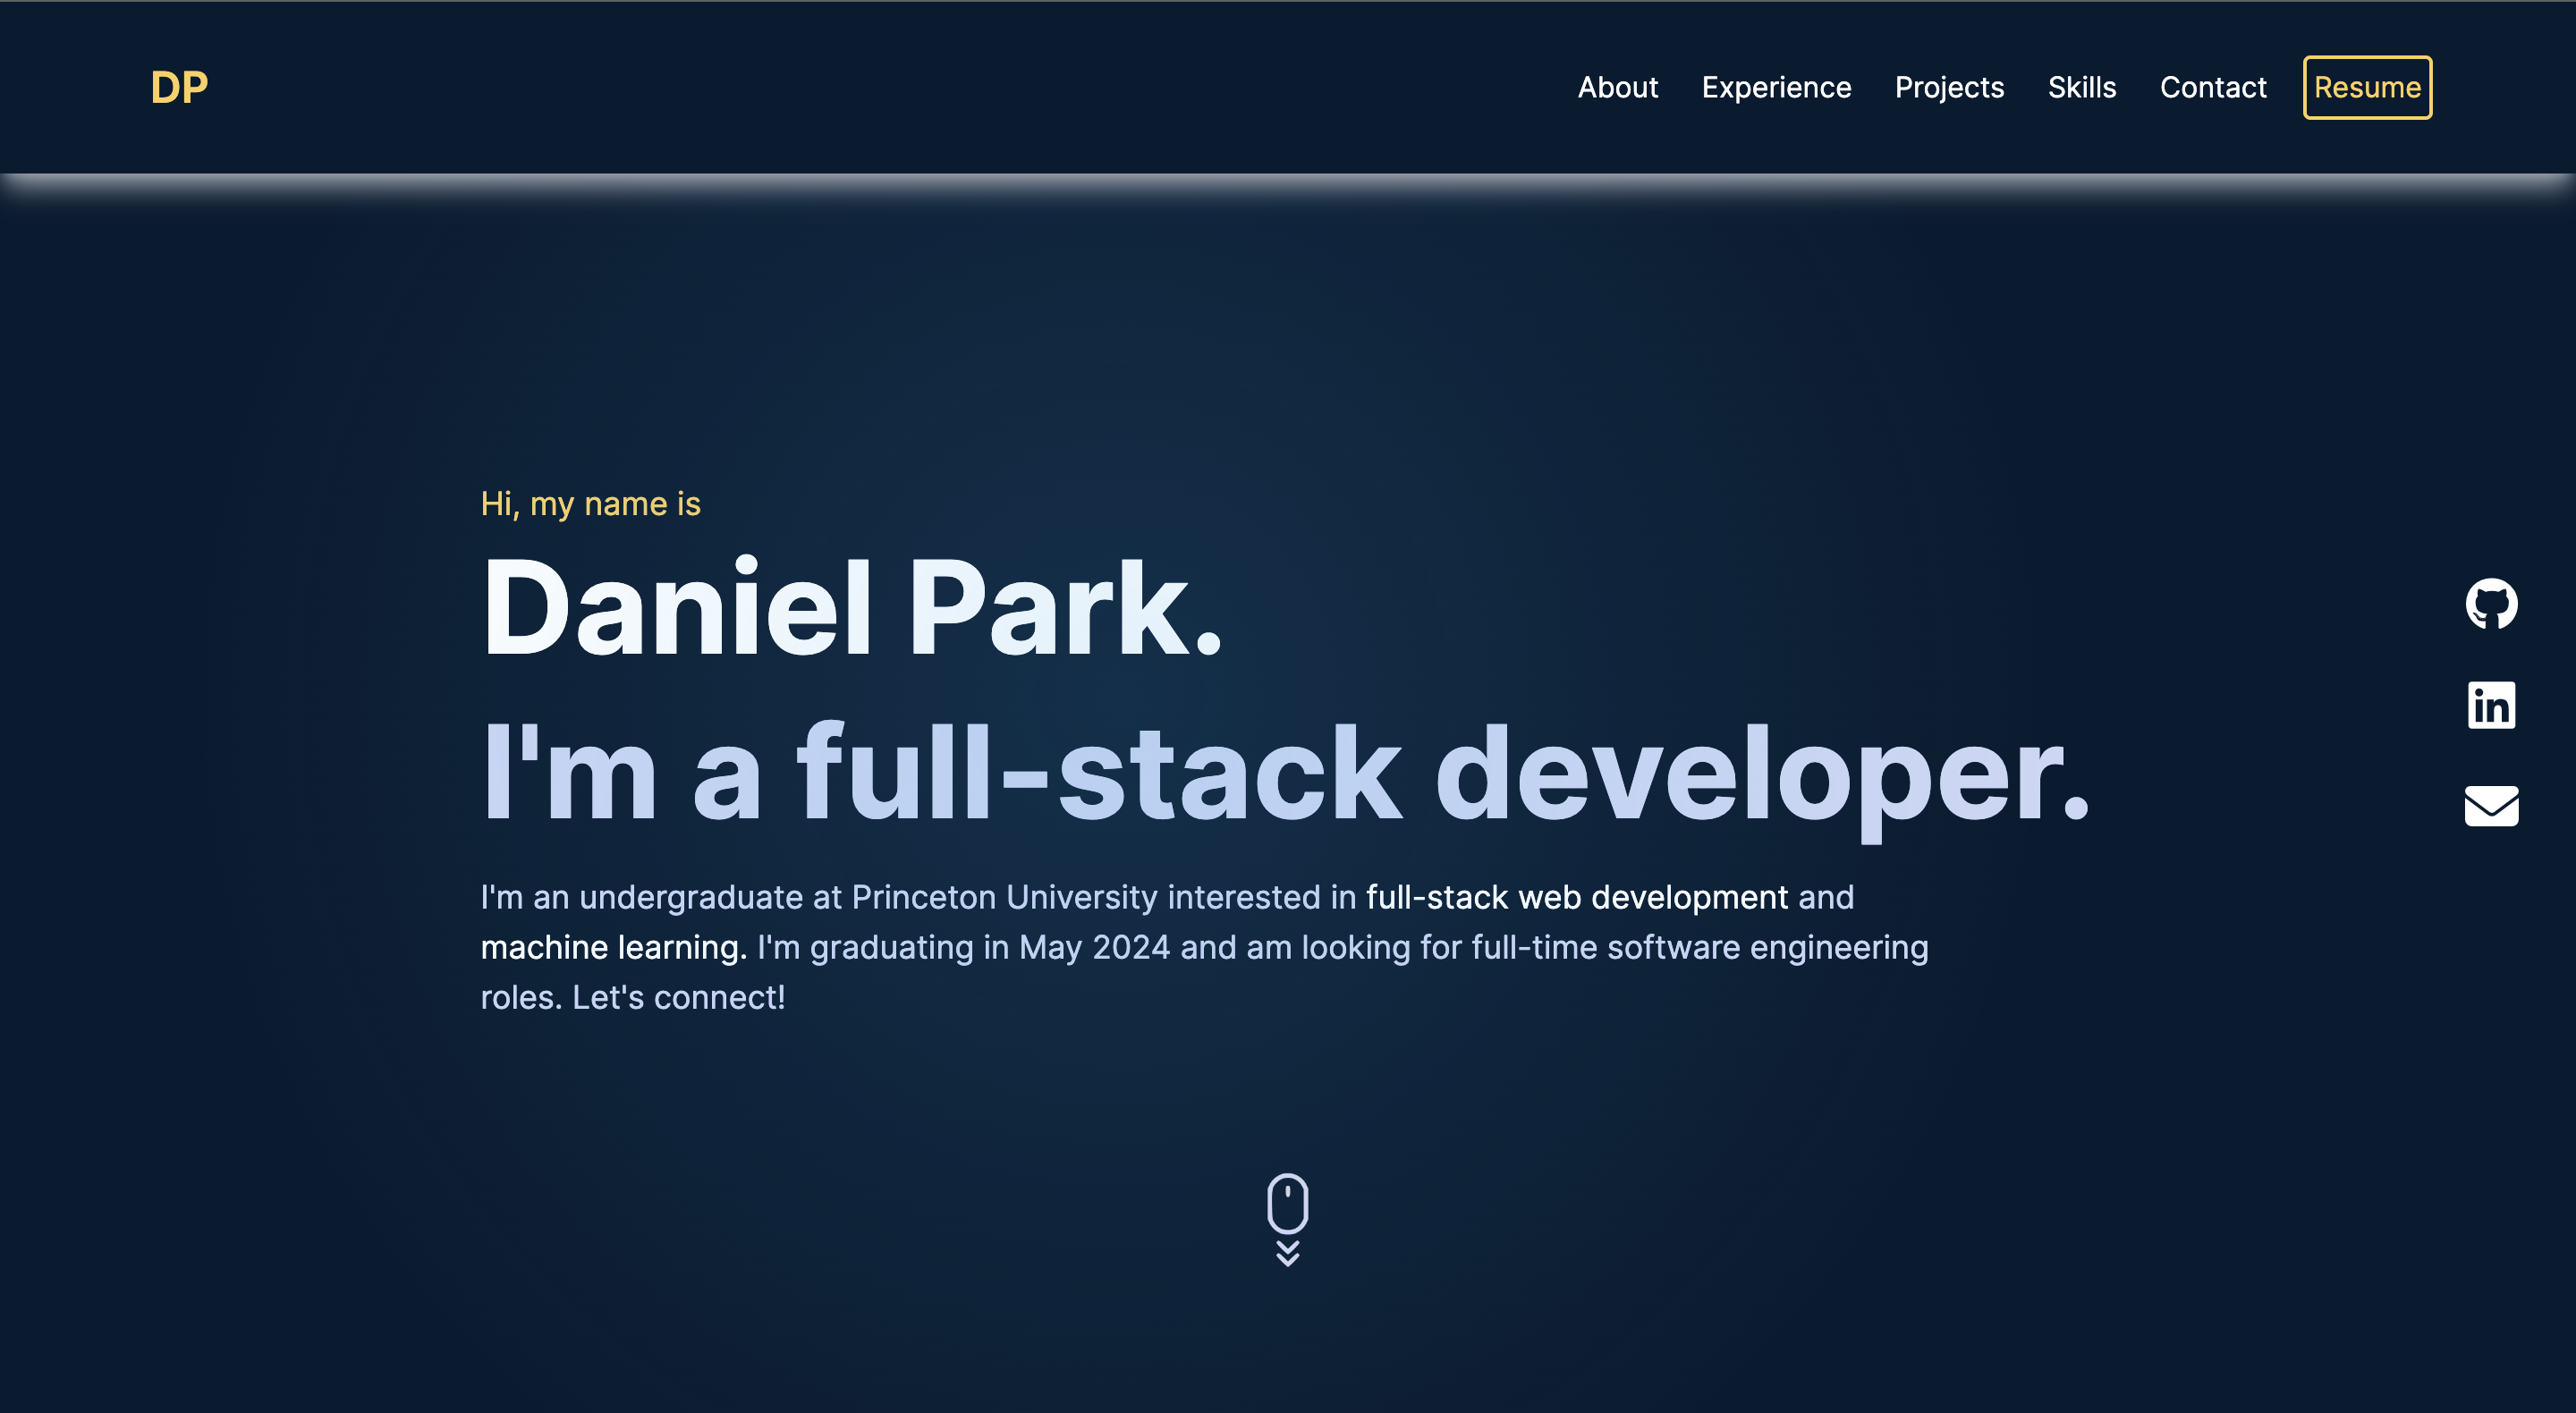 DP
About Experience Projects Skills Contact Resume
Hi, my name is
Daniel Park.
I'm a full-stack developer.
I'm an undergraduate at Princeton University interested in full-stack web development and
machine learning. I'm graduating in May 2024 and am looking for full-time software engineering
roles. Let's connect!
in